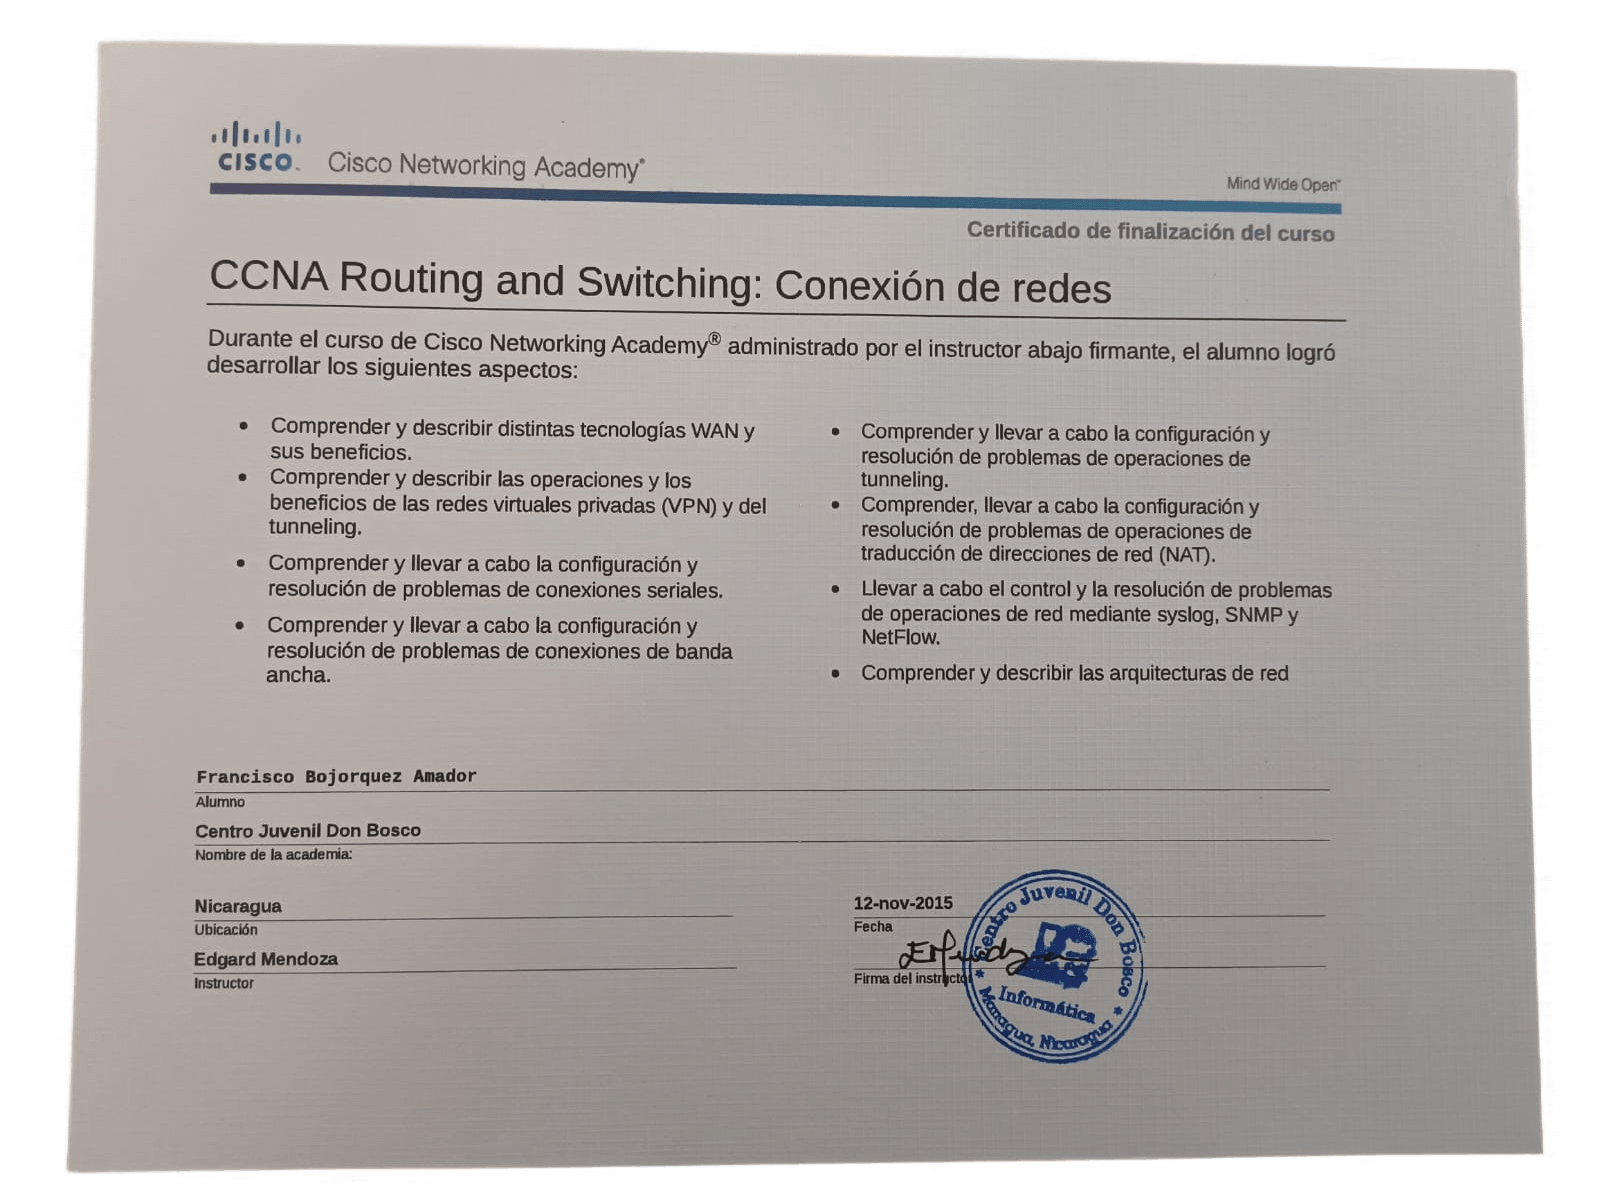 CISCO
Cisco Networking Academy®
Mind Wide Open™
Certificado de finalización del curso
CCNA Routing and Switching: Conexión de redes
Durante el curso de Cisco Networking Academy® administrado por el instructor abajo firmante, el alumno logró
desarrollar los siguientes aspectos:
• Comprender y describir distintas tecnologías WAN y
sus beneficios.
• Comprender y describir las operaciones y los
beneficios de las redes virtuales privadas (VPN) y del
tunneling.
• Comprender y llevar a cabo la configuración y
resolución de problemas de conexiones seriales.
• Comprender y llevar a cabo la configuración y
resolución de problemas de conexiones de banda
ancha.
• Comprender y llevar a cabo la configuración y
resolución de problemas de operaciones de
tunneling.
• Comprender, llevar a cabo la configuración y
resolución de problemas de operaciones de
traducción de direcciones de red (NAT).
• Llevar a cabo el control y la resolución de problemas
de operaciones de red mediante syslog, SNMP y
NetFlow.
• Comprender y describir las arquitecturas de red
Francisco Bojorquez Amador
Alumno
Centro Juvenil Don Bosco
Nombre de la academia:
Nicaragua
Ubicación
Edgard Mendoza
Instructor
12-nov-2015
Fecha
Firma del instructor
Centro Juvenil Don Bosco
Informática
Managua, Nicaragua